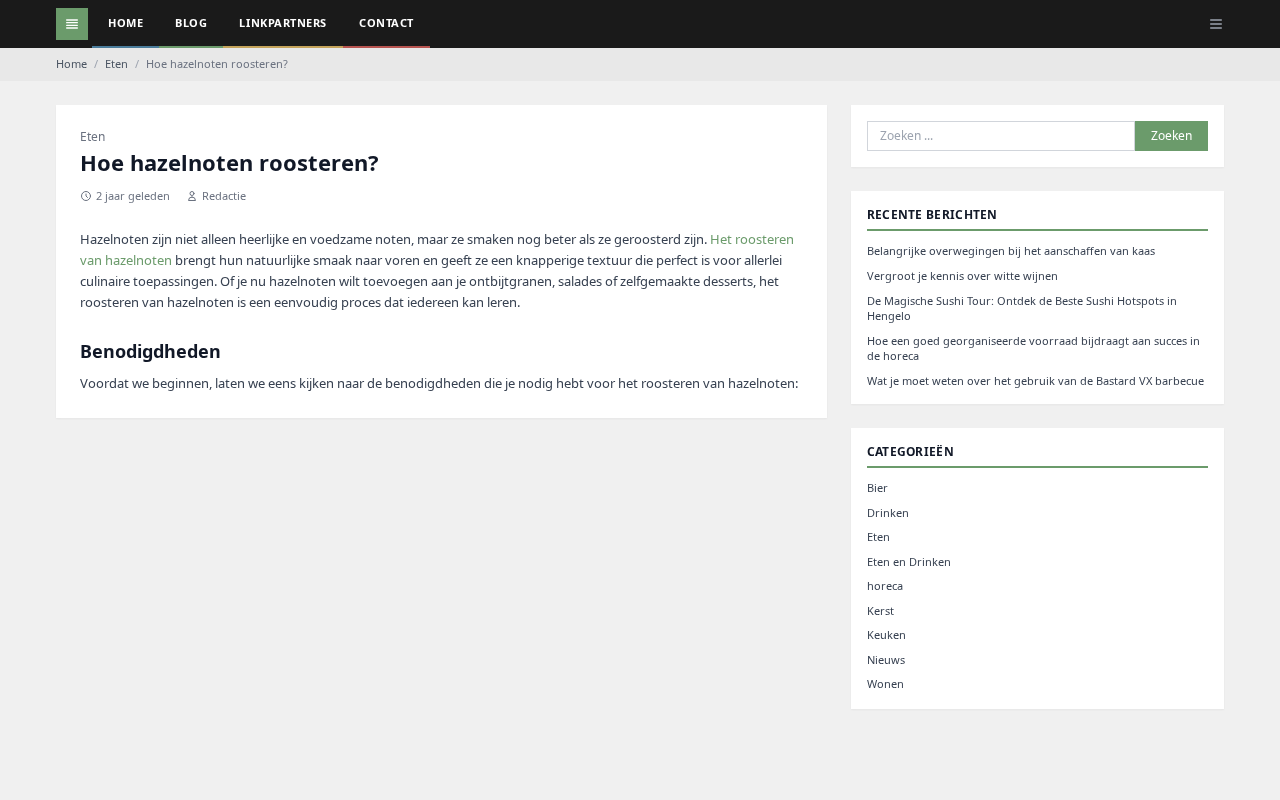 HOME BLOG LINKPARTNERS CONTACT
Home / Eten / Hoe hazelnoten roosteren?
Eten
Hoe hazelnoten roosteren?
2 jaar geleden Redactie
Hazelnoten zijn niet alleen heerlijke en voedzame noten, maar ze smaken nog beter als ze geroosterd zijn. Het roosteren
van hazelnoten brengt hun natuurlijke smaak naar voren en geeft ze een knapperige textuur die perfect is voor allerlei
culinaire toepassingen. Of je nu hazelnoten wilt toevoegen aan je ontbijtgranen, salades of zelfgemaakte desserts, het
roosteren van hazelnoten is een eenvoudig proces dat iedereen kan leren.
Benodigdheden
Voordat we beginnen, laten we eens kijken naar de benodigdheden die je nodig hebt voor het roosteren van hazelnoten:
Zoeken ... Zoeken
RECENTE BERICHTEN
Belangrijke overwegingen bij het aanschaffen van kaas
Vergroot je kennis over witte wijnen
De Magische Sushi Tour: Ontdek de Beste Sushi Hotspots in
Hengelo
Hoe een goed georganiseerde voorraad bijdraagt aan succes in
de horeca
Wat je moet weten over het gebruik van de Bastard VX barbecue
CATEGORIEËN
Bier
Drinken
Eten
Eten en Drinken
horeca
Kerst
Keuken
Nieuws
Wonen